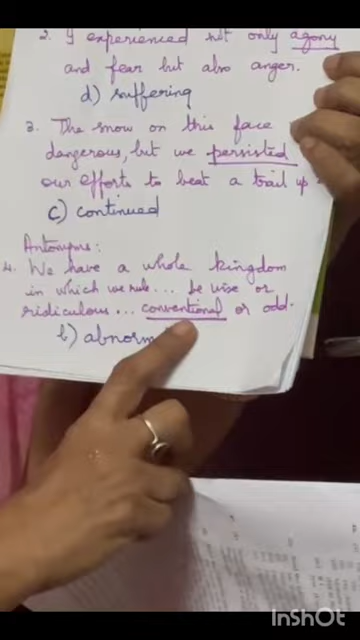 2. I experienced not only agony
and fear but also anger.
d) suffering
3. The snow on this face
dangerous, but we persisted
our efforts to beat a trail up
c) continued
Antonyms:
4. We have a whole kingdom
in which we rule... be wise or
ridiculous... conventional or odd.
b) abnorm
InShOt